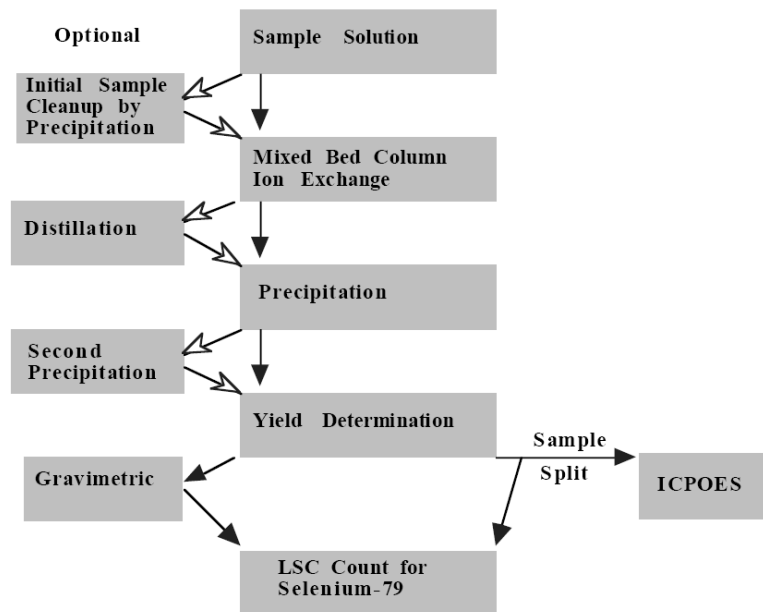 Optional
Sample Solution
Initial Sample
Cleanup by
Precipitation
Mixed Bed Column
Ion Exchange
Distillation
Precipitation
Second
Precipitation
Yield Determination
Sample
Split
Gravimetric
ICPOES
LSC Count for
Selenium-79